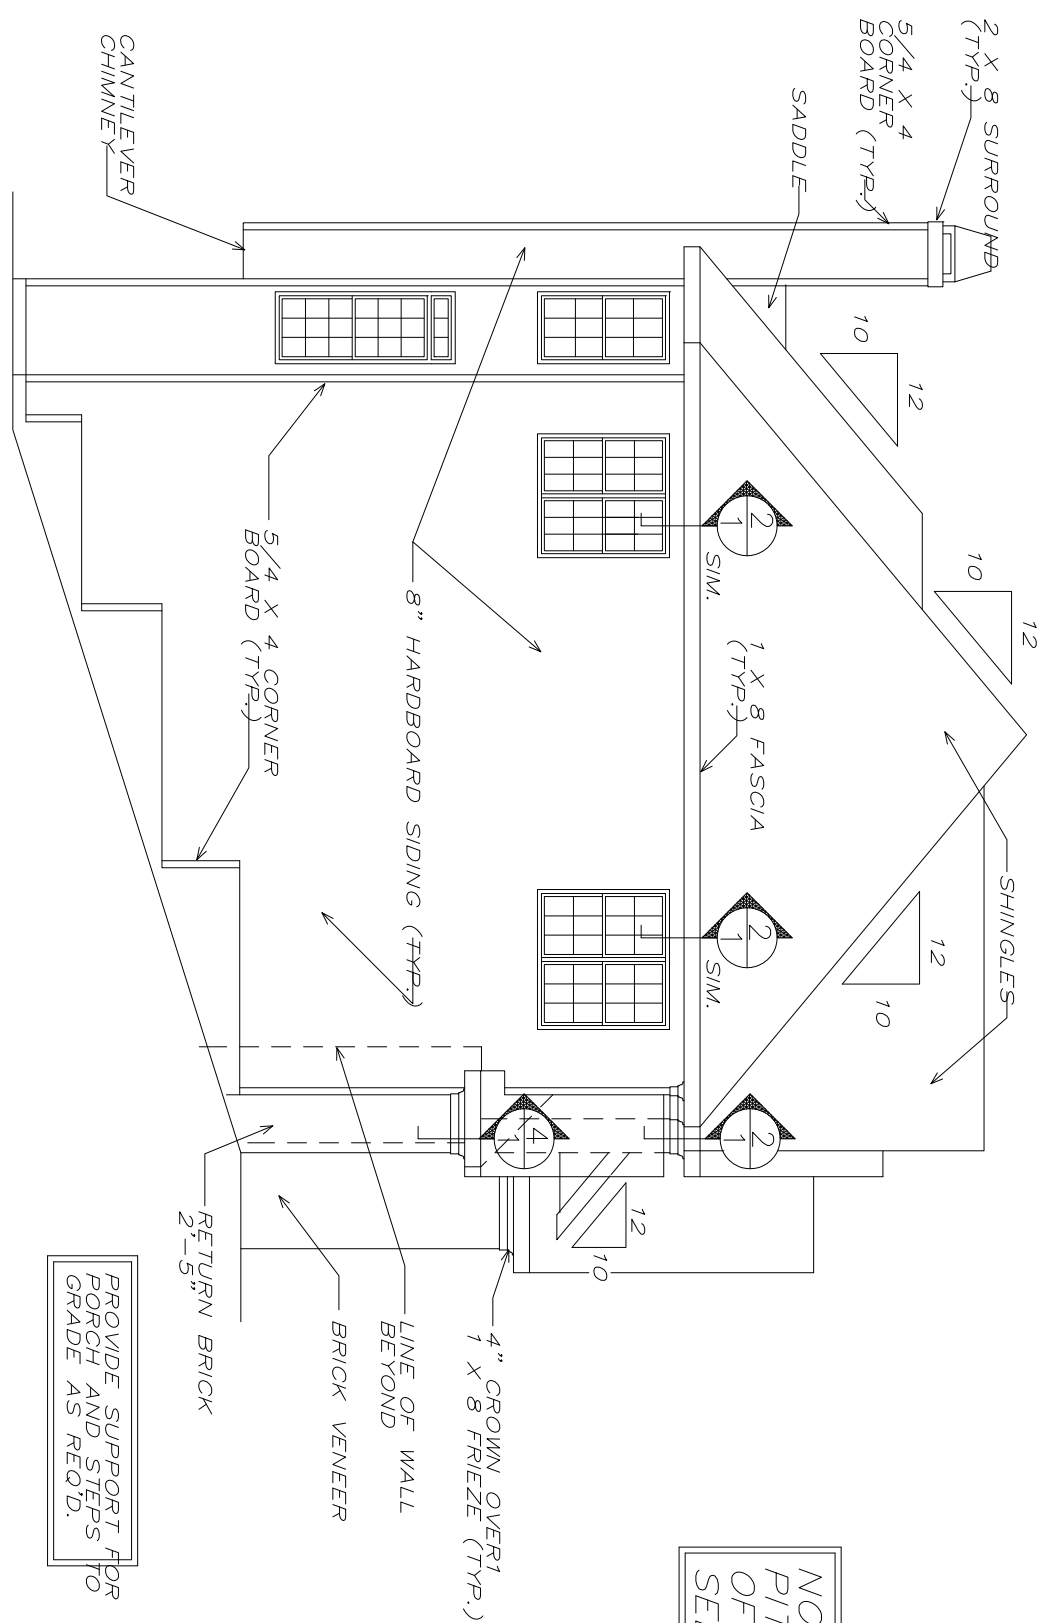 2 X 8 SURROUND
(TYP.)
5/4 X 4
CORNER
BOARD (TYP.)
SADDLE
CANTILEVER
CHIMNEY
10
12
10
12
12
10
SHINGLES
2
1
SIM.
1 X 8 FASCIA
(TYP.)
2
1
SIM.
2
1
8" HARDBOARD SIDING (TYP.)
5/4 X 4 CORNER
BOARD (TYP.)
4
1
12
10
4" CROWN OVER1
1 X 8 FRIEZE (TYP.)
LINE OF WALL
BEYOND
BRICK VENEER
RETURN BRICK
2'-5"
PROVIDE SUPPORT FOR
PORCH AND STEPS TO
GRADE AS REQ'D.
OF